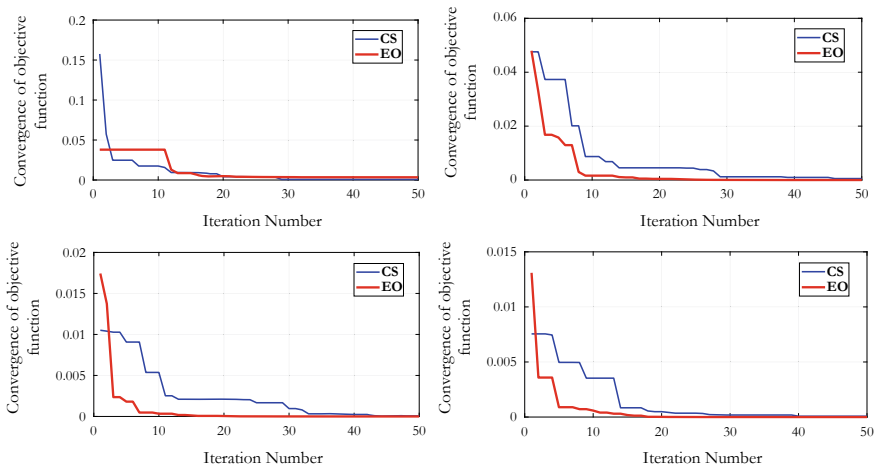 Convergence of objective
function
0.2
0.15
0.1
0.05
0
0 10 20 30 40 50
Iteration Number
CS
EO
Convergence of objective
function
0.06
0.04
0.02
0
0 10 20 30 40 50
Iteration Number
CS
EO
Convergence of objective
function
0.02
0.015
0.01
0.005
0
0 10 20 30 40 50
Iteration Number
CS
EO
Convergence of objective
function
0.015
0.01
0.005
0
0 10 20 30 40 50
Iteration Number
CS
EO